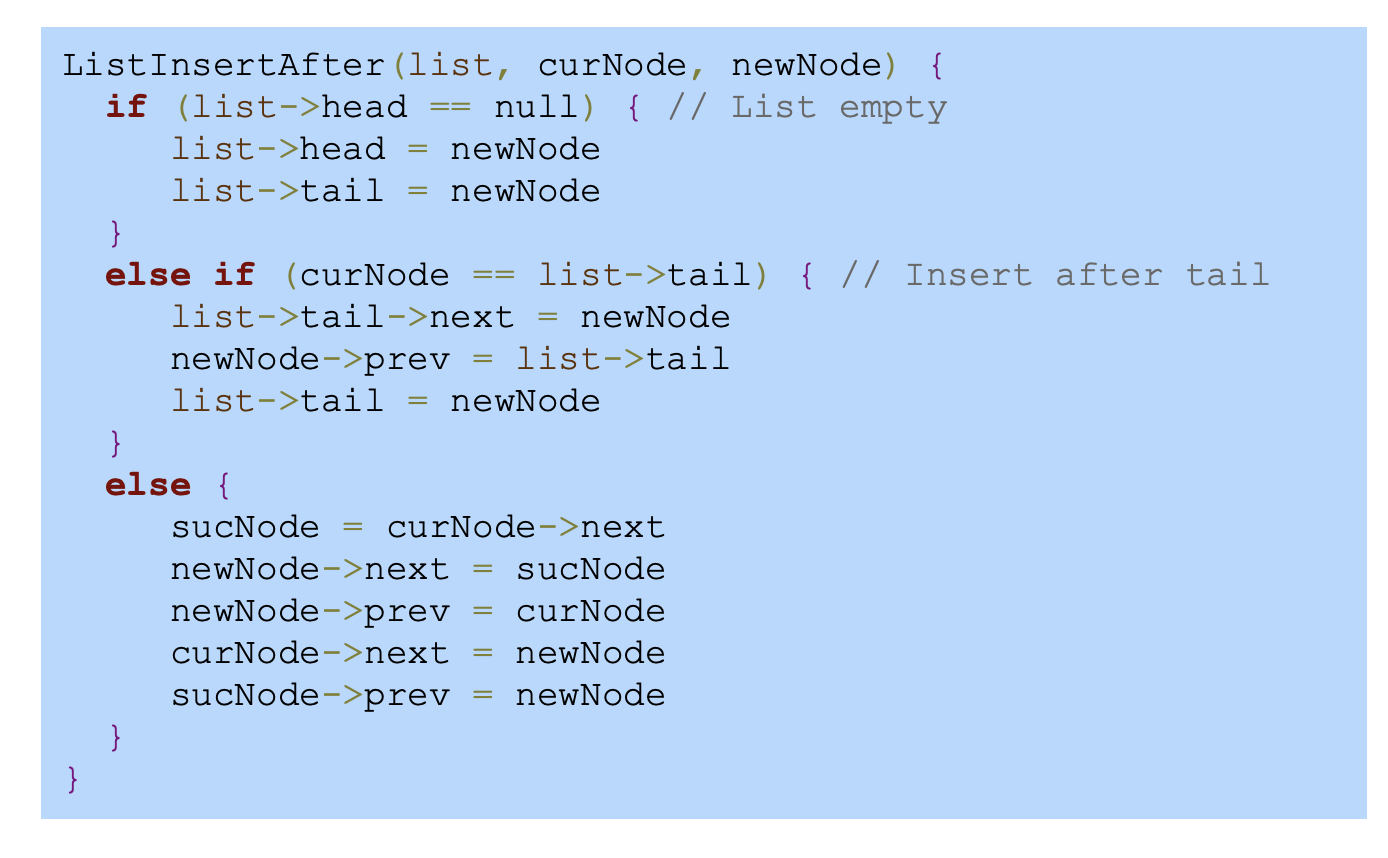 ListInsertAfter(list, curNode, newNode) {
  if (list->head == null) { // List empty
     list->head = newNode
     list->tail = newNode
  }
  else if (curNode == list->tail) { // Insert after tail
     list->tail->next = newNode
     newNode->prev = list->tail
     list->tail = newNode
  }
  else {
     sucNode = curNode->next
     newNode->next = sucNode
     newNode->prev = curNode
     curNode->next = newNode
     sucNode->prev = newNode
  }
}